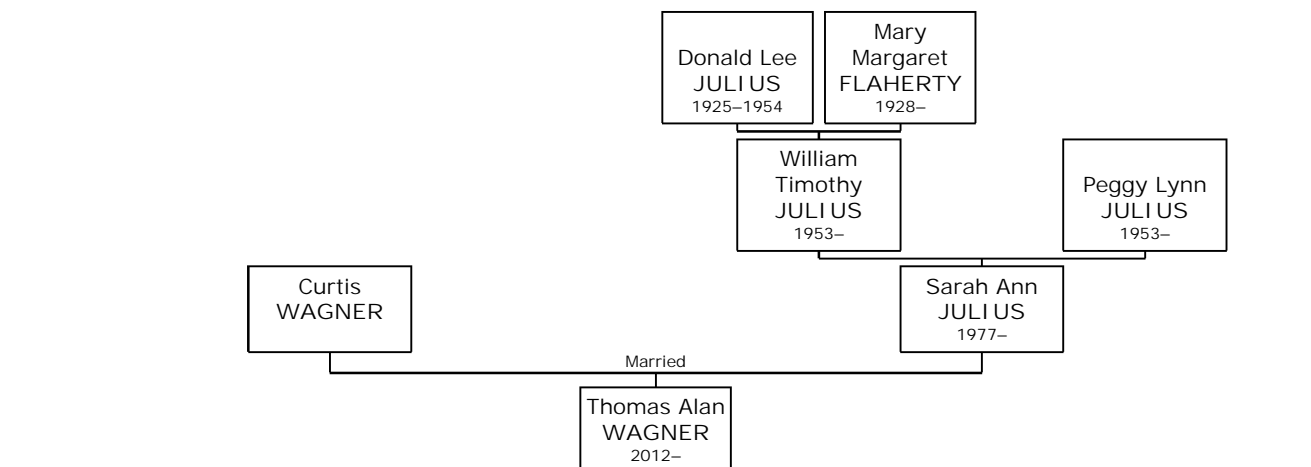 Donald Lee
JULIUS
1925–1954
Mary
Margaret
FLAHERTY
1928–
William
Timothy
JULIUS
1953–
Peggy Lynn
JULIUS
1953–
Curtis
WAGNER
Sarah Ann
JULIUS
1977–
Married
Thomas Alan
WAGNER
2012–